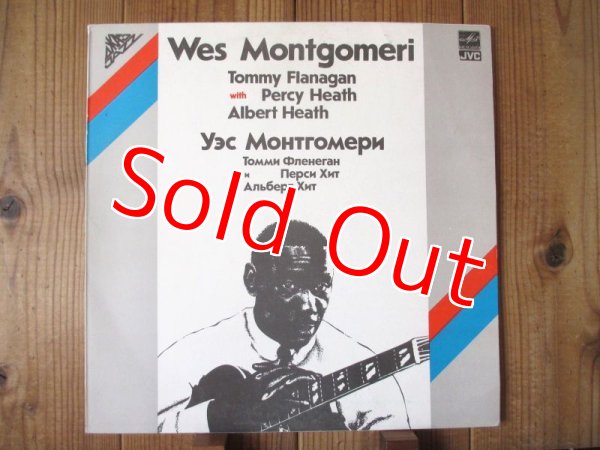 Wes Montgomeri
Tommy Flanagan
with Percy Heath
Albert Heath
Уэс Монтгомери
Томми Фленеган
и Перси Хит
Альберт Хит
JVC
Sold Out